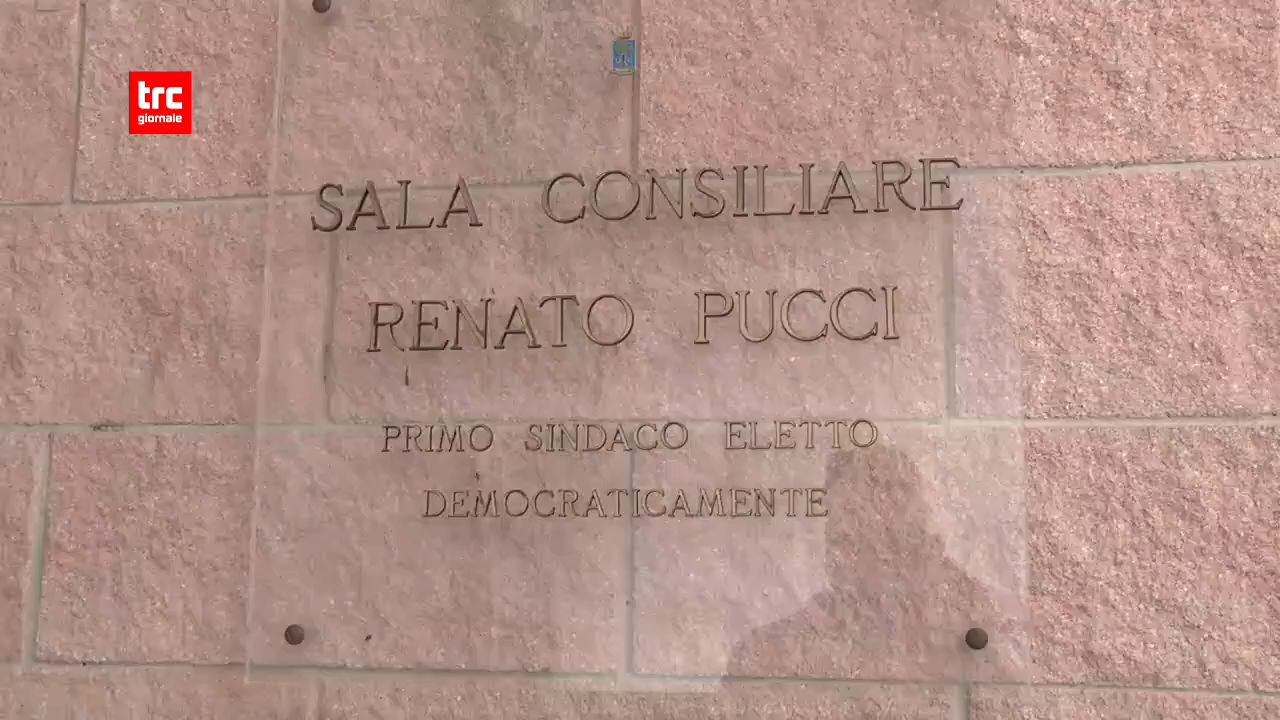 trc
giornale
SALA CONSILIARE
RENATO PUCCI
PRIMO SINDACO ELETTO
DEMOCRATICAMENTE